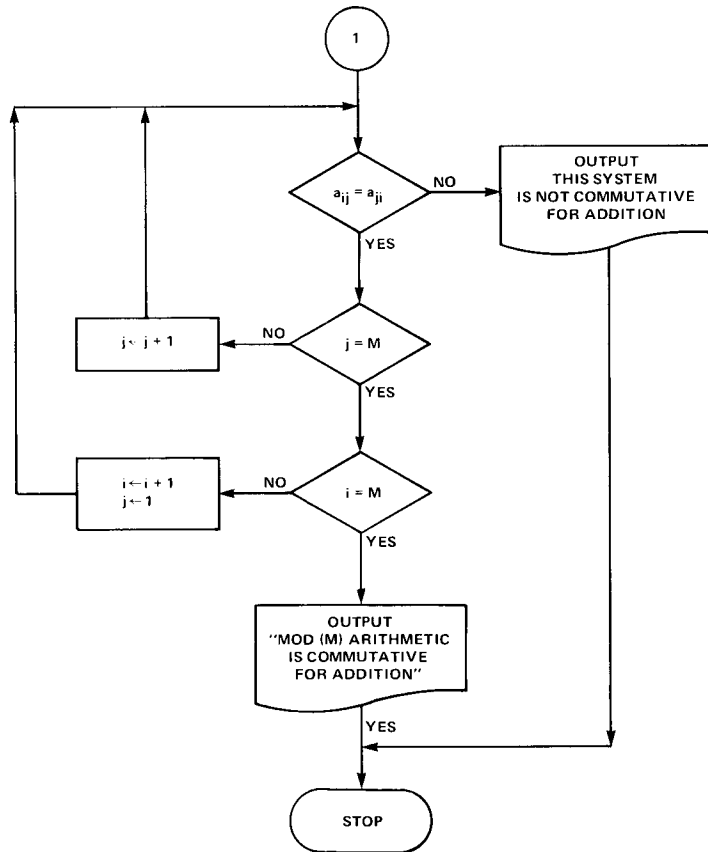 1
a_ij = a_ji
NO
OUTPUT
THIS SYSTEM
IS NOT COMMUTATIVE
FOR ADDITION
YES
j = M
NO
j ← j + 1
YES
i = M
NO
i ← i + 1
j ← 1
YES
OUTPUT
"MOD (M) ARITHMETIC
IS COMMUTATIVE
FOR ADDITION"
YES
STOP